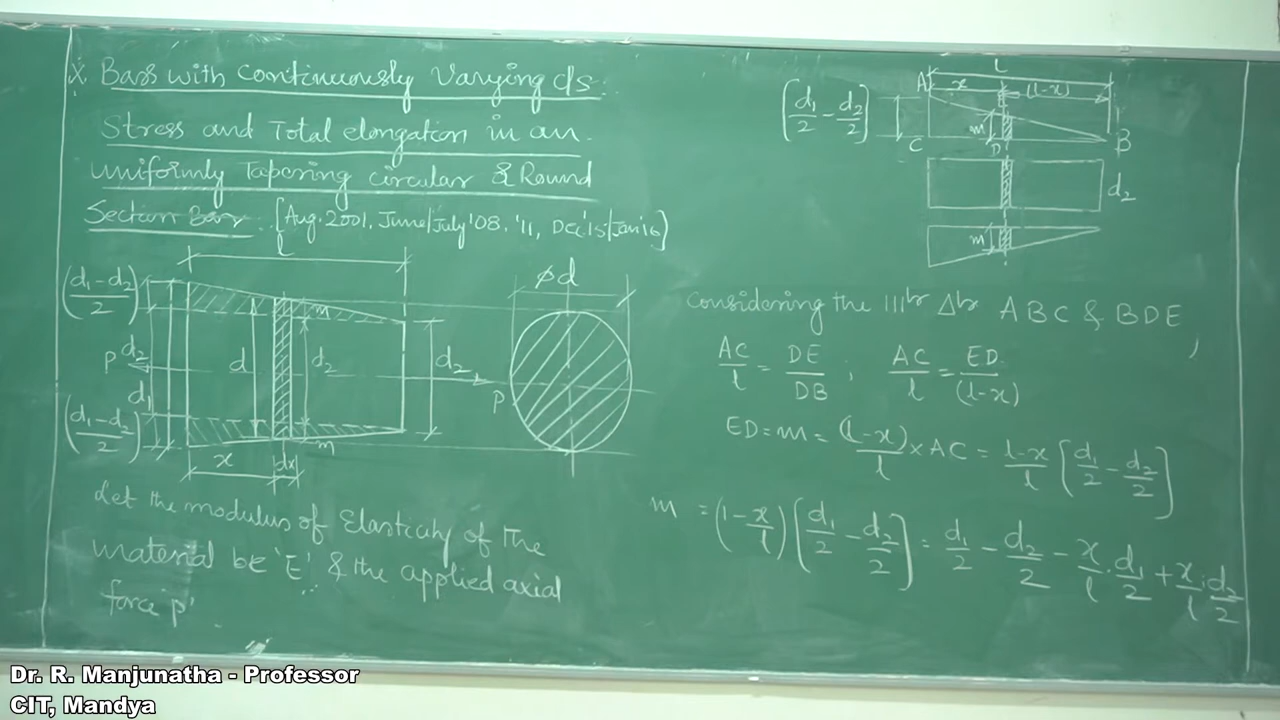 X. Bars with Continuously Varying c/s.
Stress and Total elongation in an
uniformly Tapering circular & Round
Section Bar. [Aug. 2001, June/July '08, '11, Dec'15/Jan'16]
l
(d₁ - d₂ / 2)
d₂
P
d₁
(d₁ - d₂ / 2)
d
d₂
d₂
m
m
P
x
dx
ϕd
Let the modulus of Elasticity of the
material be 'E' & the applied axial
force 'P'.
l
x
(l-x)
[d₁/2 - d₂/2]
A
C
m
D
B
d₂
m
Considering the 111lr Δlr ABC & BDE,
AC/l = DE/DB, AC/l = ED/(l-x)
ED = m = (l-x)/l × AC = l-x/l [d₁/2 - d₂/2]
m = (1 - x/l) [d₁/2 - d₂/2] = d₁/2 - d₂/2 - x/l . d₁/2 + x/l . d₂/2
Dr. R. Manjunatha - Professor
CIT, Mandya